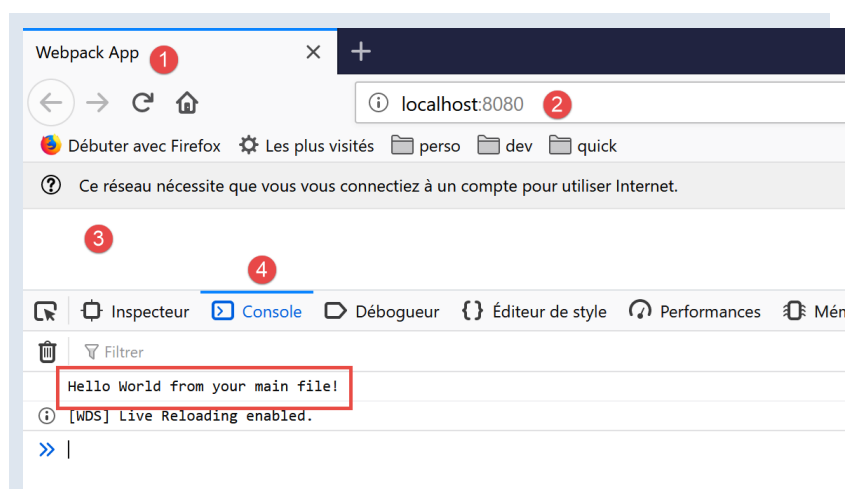 Webpack App 1
localhost:8080 2
Débuter avec Firefox Les plus visités perso dev quick
Ce réseau nécessite que vous vous connectiez à un compte pour utiliser Internet.
3
4
Inspecteur Console Débogueur Éditeur de style Performances Mém
Filtrer
Hello World from your main file!
[WDS] Live Reloading enabled.